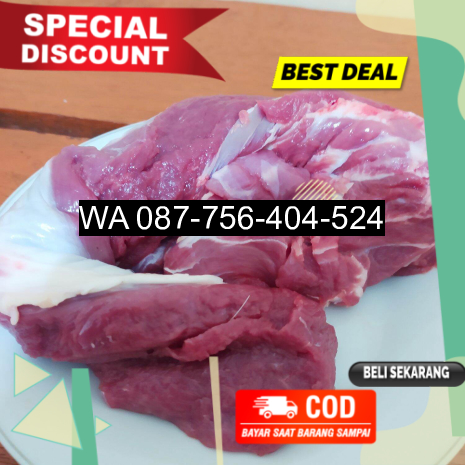 SPECIAL
DISCOUNT
BEST DEAL
WA 087-756-404-524
BELI SEKARANG
COD
BAYAR SAAT BARANG SAMPAI